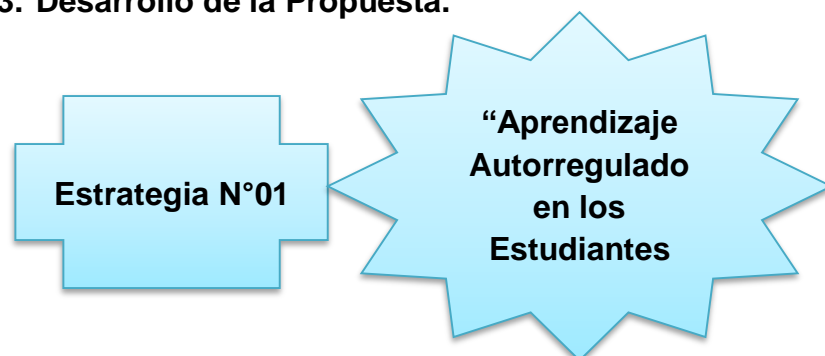 3. Desarrollo de la Propuesta.
Estrategia N°01
“Aprendizaje
Autorregulado
en los
Estudiantes